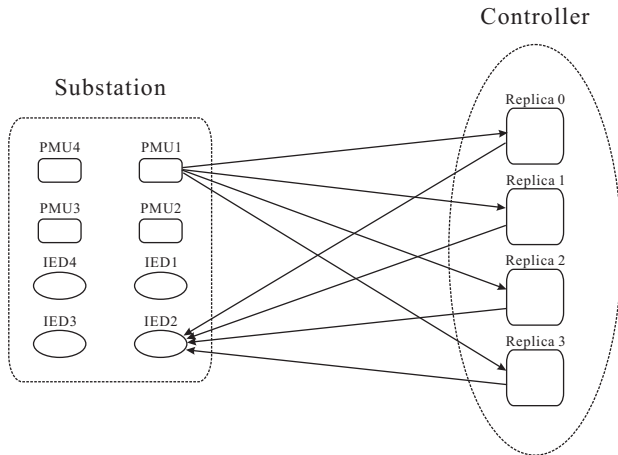 Controller
Substation
PMU4 PMU1
PMU3 PMU2
IED4 IED1
IED3 IED2
Replica 0
Replica 1
Replica 2
Replica 3